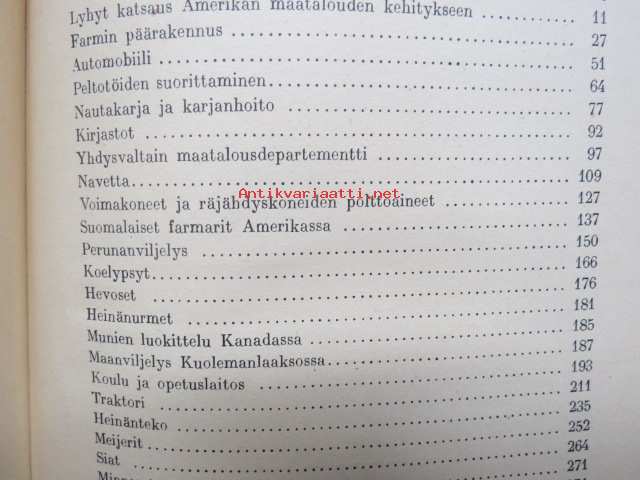 Lyhyt katsaus Amerikan maatalouden kehitykseen . . . . . . . . . . 11
Farmin päärakennus . . . . . . . . . . 27
Automobiili . . . . . . . . . . 51
Peltotöiden suorittaminen . . . . . . . . . . 64
Nautakarja ja karjanhoito . . . . . . . . . . 77
Kirjastot . . . . . . . . . . 92
Yhdysvaltain maatalousdepartementti . . . . . . . . . . 97
Navetta . . . . . . . . . . 109
Antikvariaatti.net
Voimakoneet ja räjähdyskoneiden polttoaineet . . . . . . . . . . 127
Suomalaiset farmarit Amerikassa . . . . . . . . . . 137
Perunanviljelys . . . . . . . . . . 150
Koelypsyt . . . . . . . . . . 166
Hevoset . . . . . . . . . . 176
Heinänurmet . . . . . . . . . . 181
Munien luokittelu Kanadassa . . . . . . . . . . 185
Maanviljelys Kuolemanlaaksossa . . . . . . . . . . 187
Koulu ja opetuslaitos . . . . . . . . . . 193
Traktori . . . . . . . . . . 211
Heinänteko . . . . . . . . . . 235
Meijerit . . . . . . . . . . 252
Siat . . . . . . . . . . 264
271